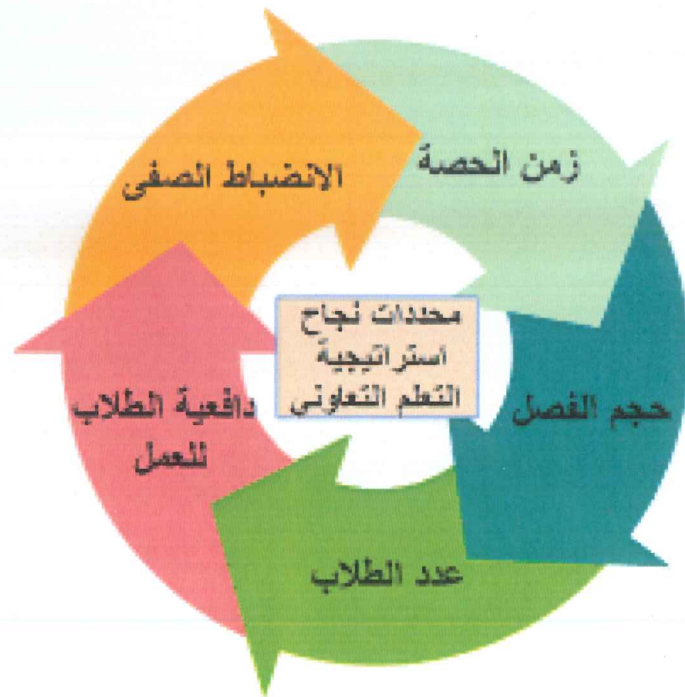 زمن الحصة
الانضباط الصفى
محددات نجاح
استراتيجية
التعلم التعاوني
حجم الفصل
دافعية الطلاب
للعمل
عدد الطلاب